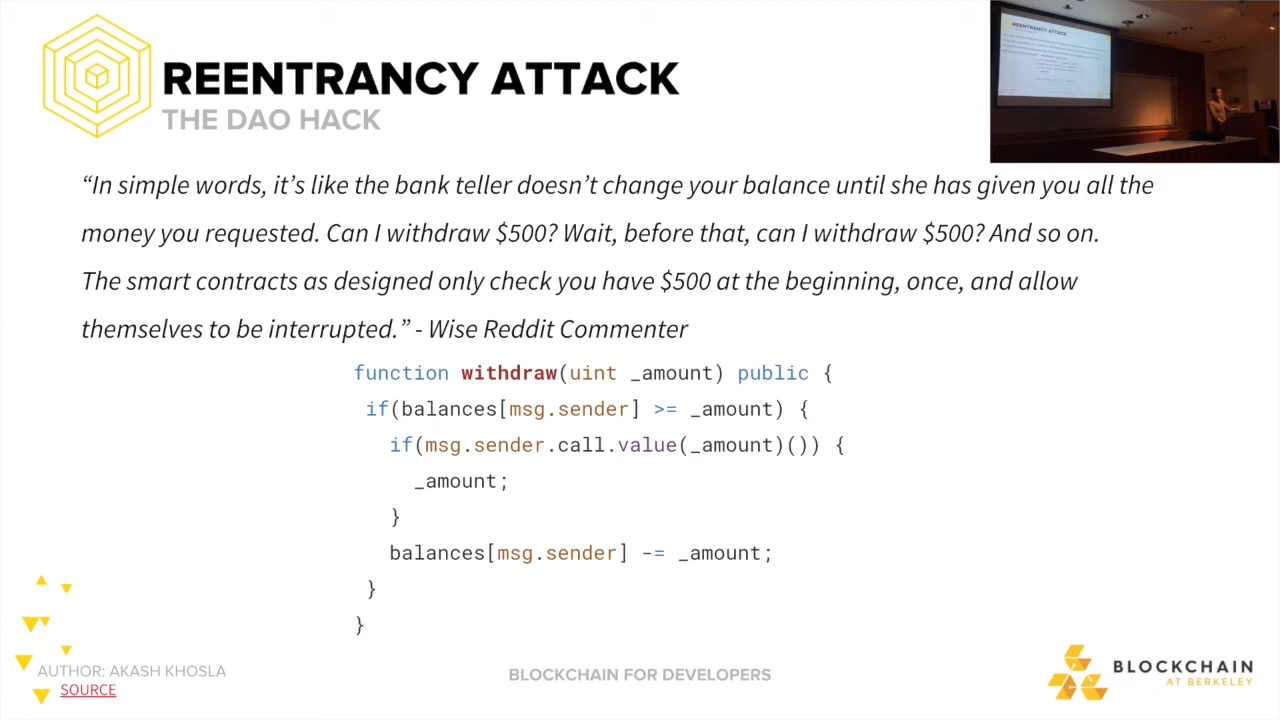 REENTRANCY ATTACK
THE DAO HACK
“In simple words, it’s like the bank teller doesn’t change your balance until she has given you all the
money you requested. Can I withdraw $500? Wait, before that, can I withdraw $500? And so on.
The smart contracts as designed only check you have $500 at the beginning, once, and allow
themselves to be interrupted.” - Wise Reddit Commenter
function withdraw(uint _amount) public {
if(balances[msg.sender] >= _amount) {
if(msg.sender.call.value(_amount)()) {
_amount;
}
balances[msg.sender] -= _amount;
}
}
AUTHOR: AKASH KHOSLA
SOURCE
BLOCKCHAIN FOR DEVELOPERS
BLOCKCHAIN
AT BERKELEY
REENTRANCY ATTACK